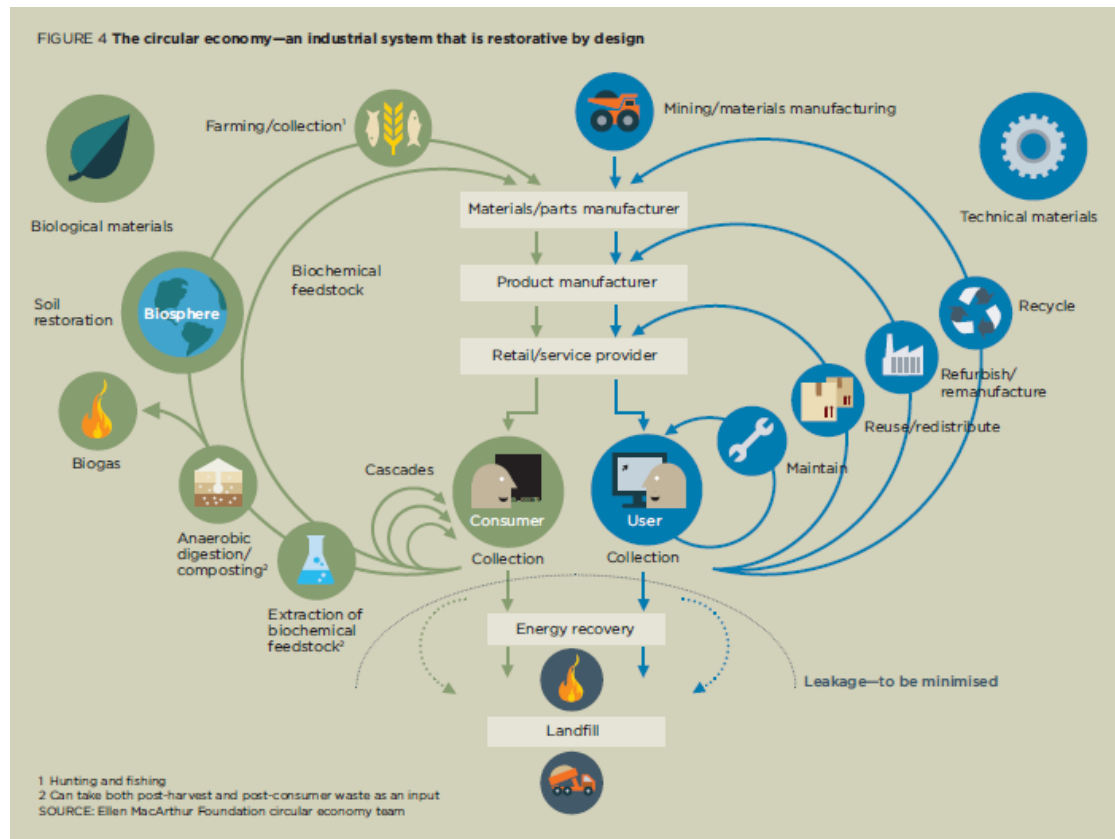 FIGURE 4 The circular economy—an industrial system that is restorative by design
Farming/collection¹
Mining/materials manufacturing
Biological materials
Technical materials
Materials/parts manufacturer
Biochemical
feedstock
Product manufacturer
Soil
restoration
Biosphere
Recycle
Retail/service provider
Refurbish/
remanufacture
Reuse/redistribute
Biogas
Cascades
Maintain
Consumer
User
Collection
Collection
Anaerobic
digestion/
composting²
Extraction of
biochemical
feedstock²
Energy recovery
Leakage—to be minimised
Landfill
1 Hunting and fishing
2 Can take both post-harvest and post-consumer waste as an input
SOURCE: Ellen MacArthur Foundation circular economy team